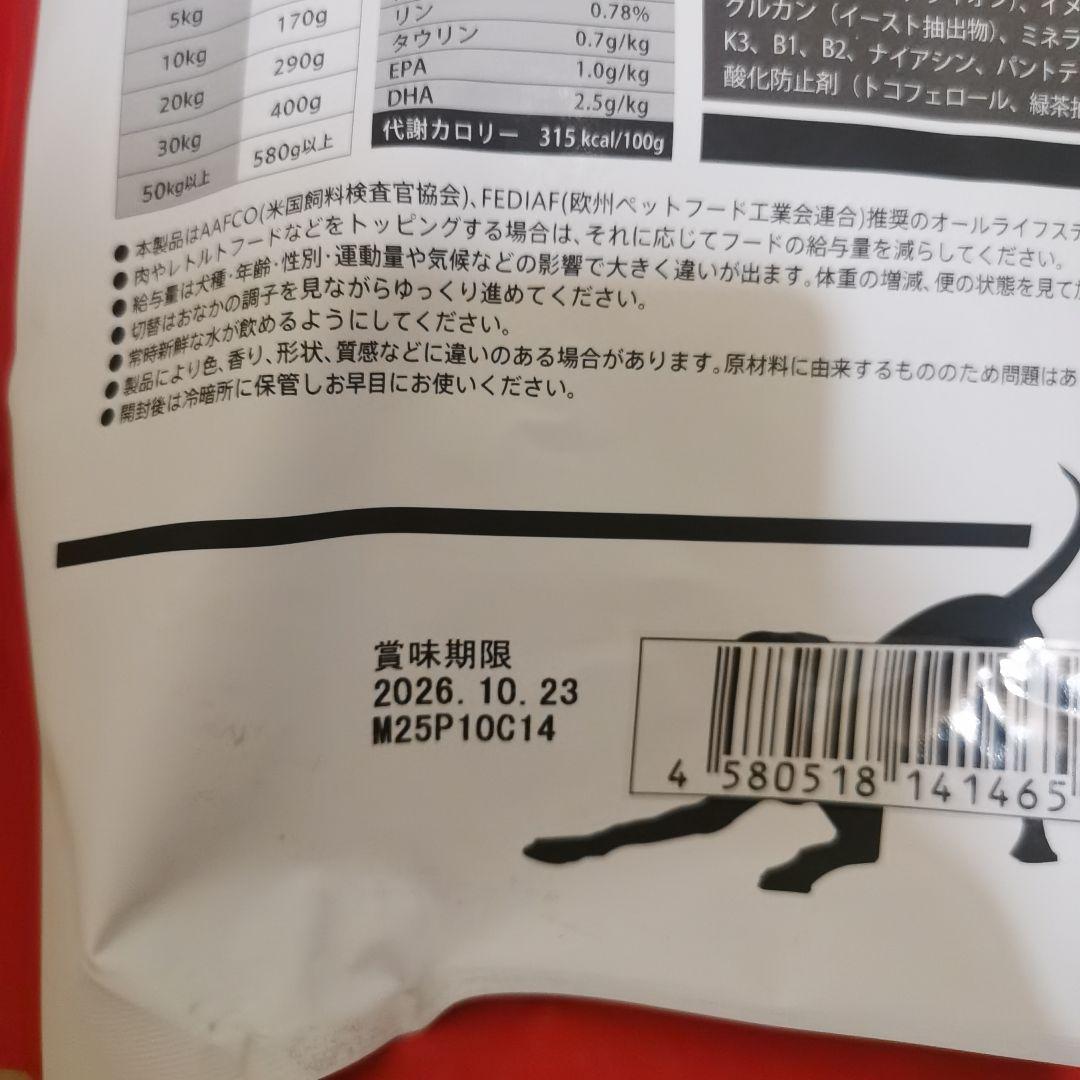 5kg 170g
10kg 290g
20kg 400g
30kg 580g以上
50kg以上
リン 0.78%
タウリン 0.7g/kg
EPA 1.0g/kg
DHA 2.5g/kg
代謝カロリー 315 kcal/100g
グルカン（イースト抽出物）、ミネラ
K3、B1、B2、ナイアシン、パントテ
酸化防止剤（トコフェロール、緑茶抽
●本製品はAAFCO(米国飼料検査官協会)、FEDIAF(欧州ペットフード工業会連合)推奨のオールライフステ
●肉やレトルトフードなどをトッピングする場合は、それに応じてフードの給与量を減らしてください。
●給与量は犬種・年齢・性別・運動量や気候などの影響で大きく違いが出ます。体重の増減、便の状態を見て
●切替はおなかの調子を見ながらゆっくり進めてください。
●常時新鮮な水が飲めるようにしてください。
●製品により色、香り、形状、質感などに違いのある場合があります。原材料に由来するもののため問題はあ
●開封後は冷暗所に保管しお早目にお使いください。
賞味期限
2026.10.23
M25P10C14
4 580518 141465